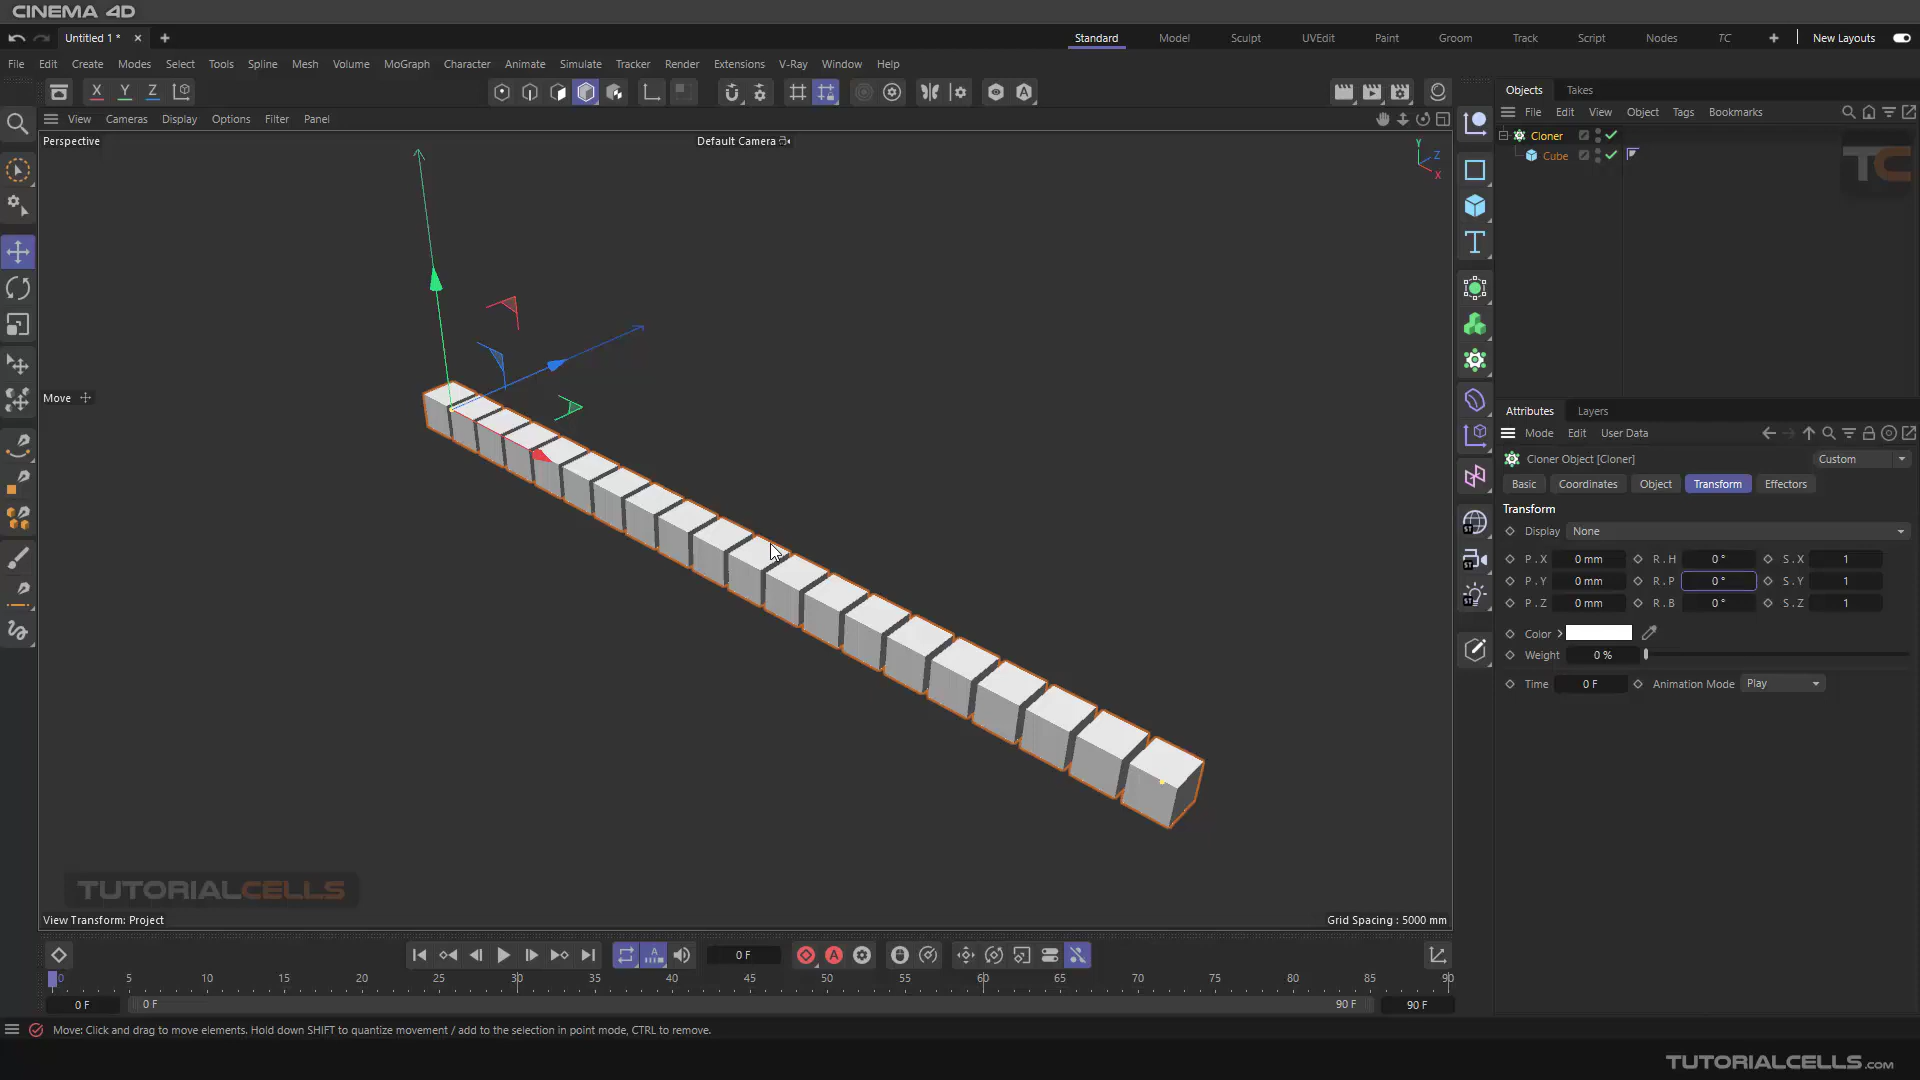 CINEMA 4D
Untitled 1 *
Standard Model Sculpt UVEdit Paint Groom Track Script Nodes TC New Layouts
File Edit Create Modes Select Tools Spline Mesh Volume MoGraph Character Animate Simulate Tracker Render Extensions V-Ray Window Help
X Y Z
Objects Takes
View Cameras Display Options Filter Panel
File Edit View Object Tags Bookmarks
Perspective
Default Camera
Y
Z
X
Cloner
Cube
TC
Move
Attributes Layers
Mode Edit User Data
Cloner Object [Cloner] Custom
Basic Coordinates Object Transform Effectors
Transform
Display None
P . X 0 mm R . H 0 ° S . X 1
P . Y 0 mm R . P 0 ° S . Y 1
P . Z 0 mm R . B 0 ° S . Z 1
Color
Weight 0 %
Time 0 F Animation Mode Play
TUTORIALCELLS
View Transform: Project
Grid Spacing : 5000 mm
0 F
0 5 10 15 20 25 30 35 40 45 50 55 60 65 70 75 80 85 90
0 F 0 F 90 F 90 F
Move: Click and drag to move elements. Hold down SHIFT to quantize movement / add to the selection in point mode, CTRL to remove.
TUTORIALCELLS.com